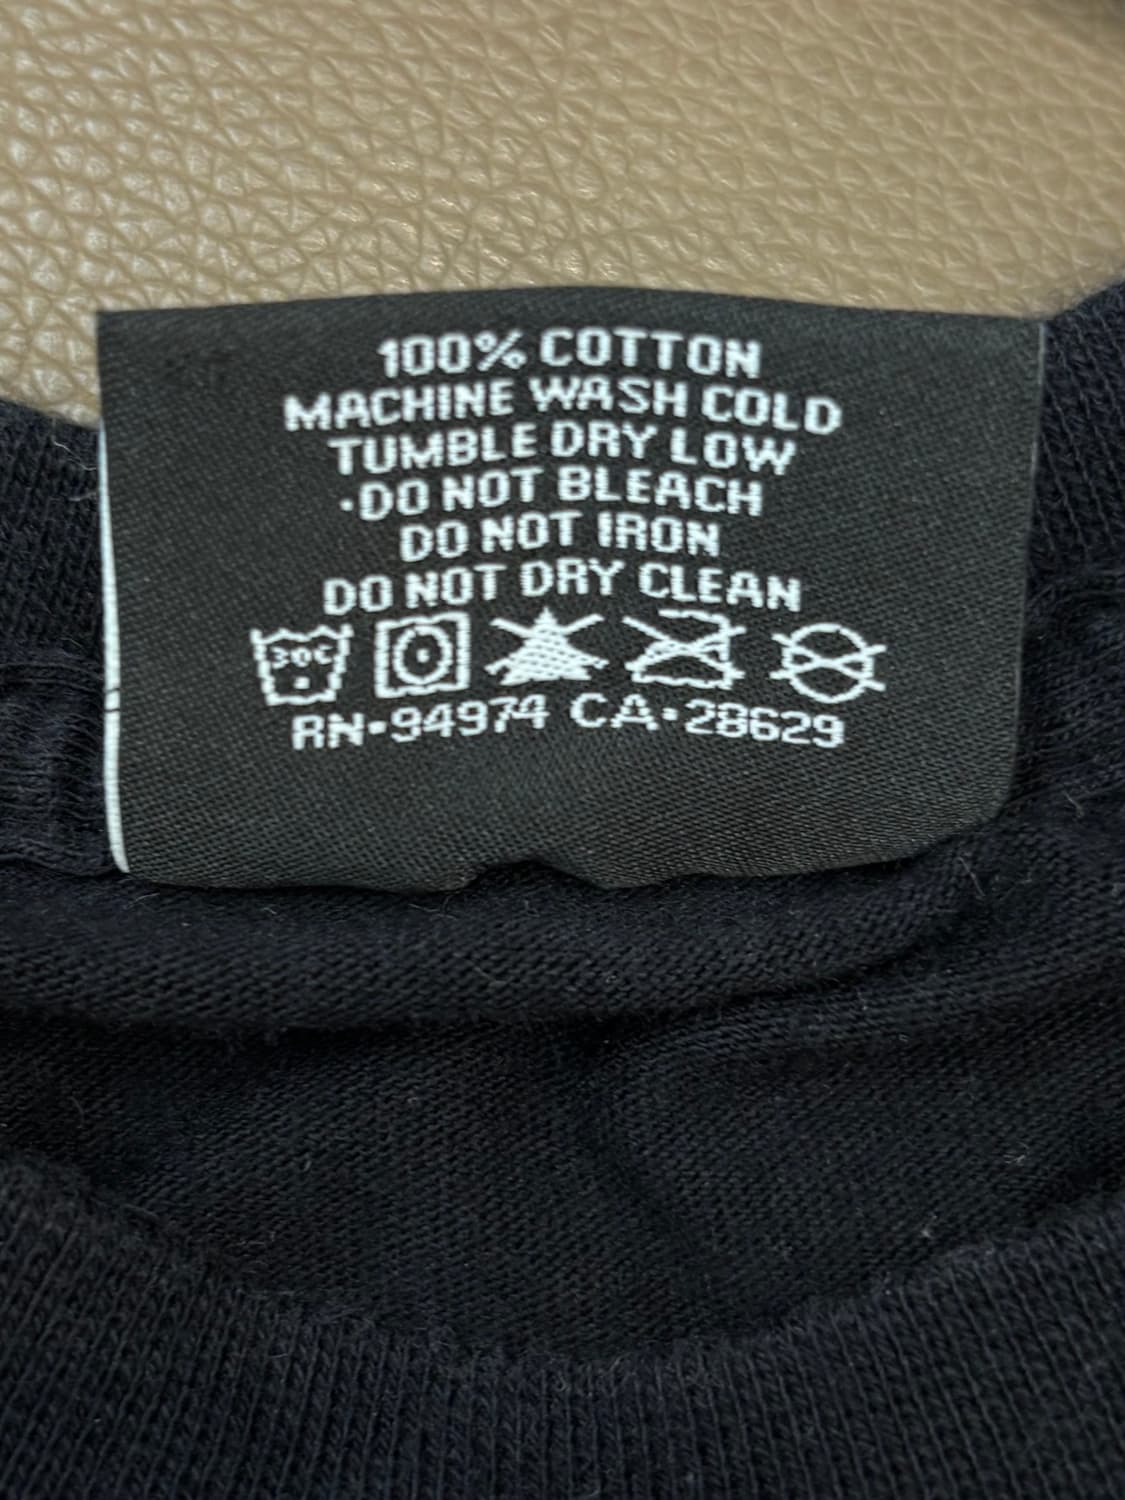 100% COTTON
MACHINE WASH COLD
TUMBLE DRY LOW
·DO NOT BLEACH
DO NOT IRON
DO NOT DRY CLEAN
30C
RN·94974 CA·28629